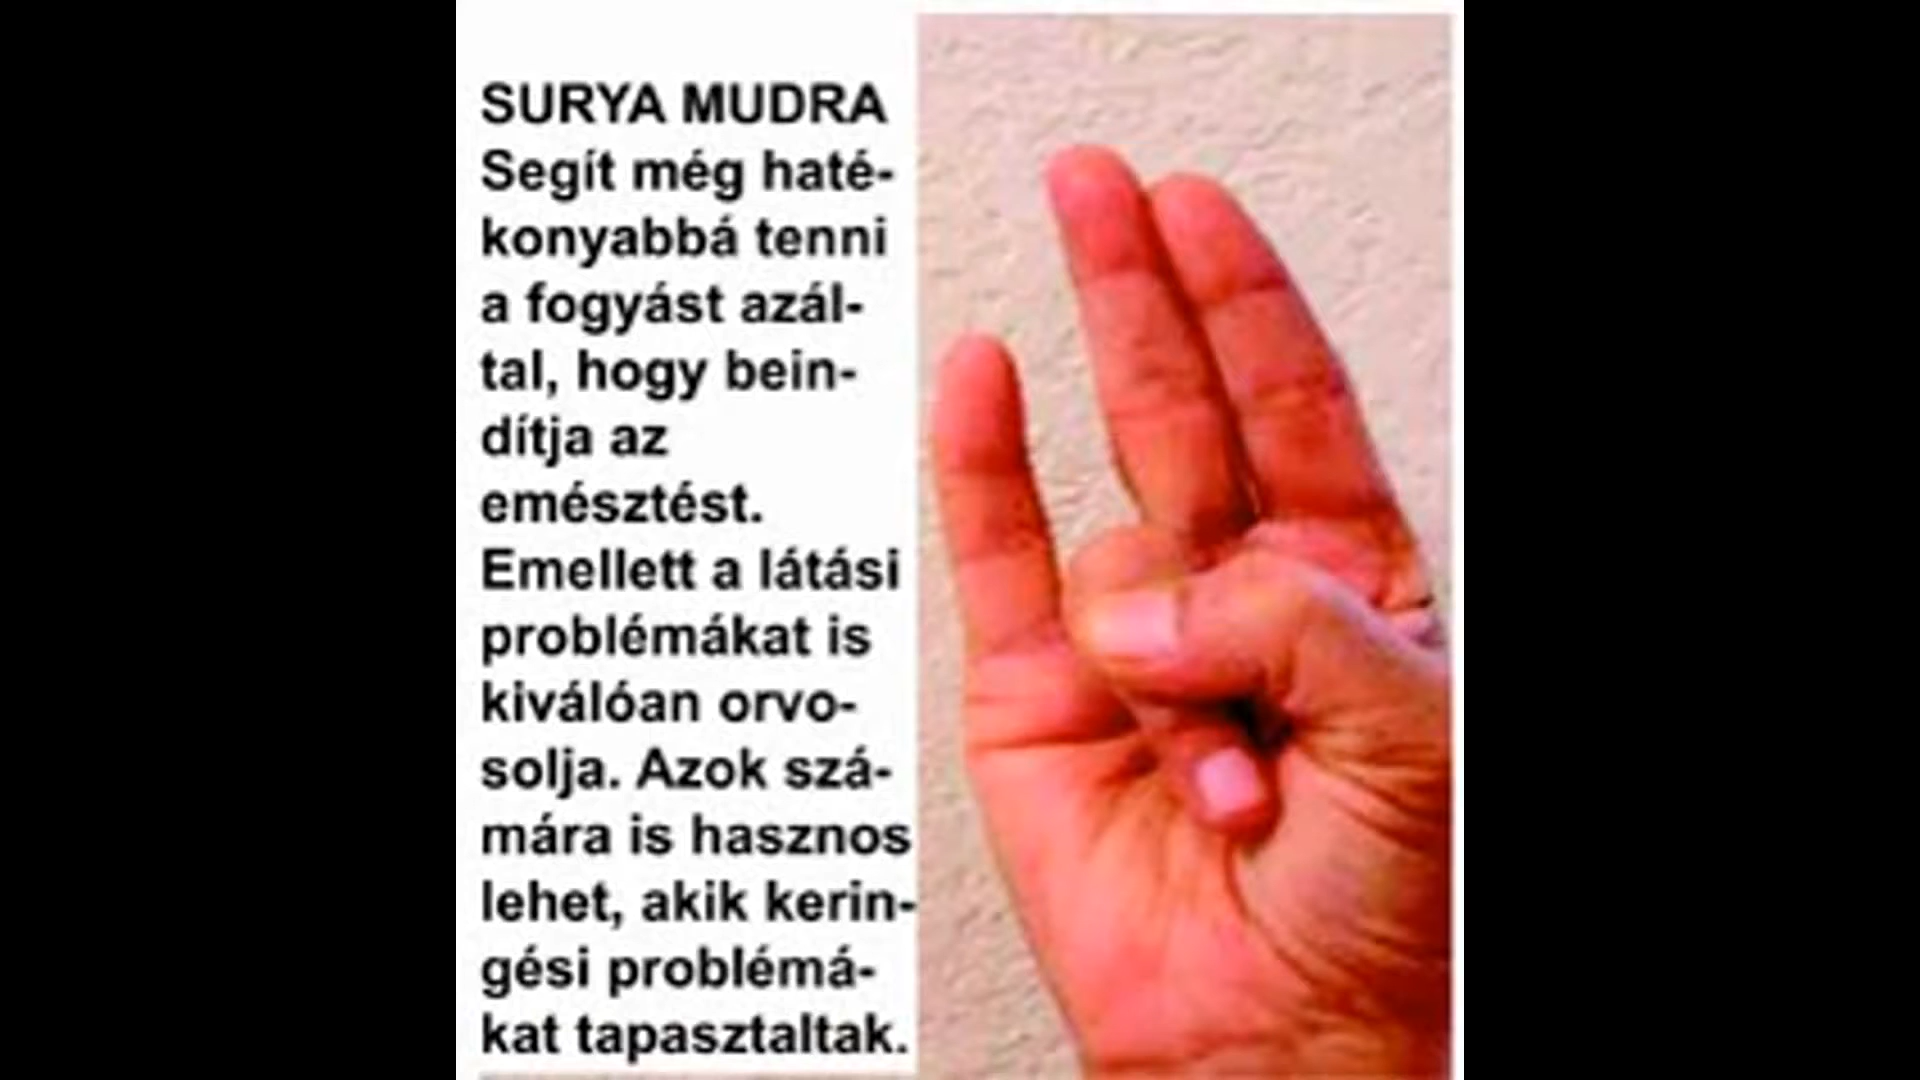 SURYA MUDRA
Segít még haté-
konyabbá tenni
a fogyást azál-
tal, hogy bein-
dítja az
emésztést.
Emellett a látási
problémákat is
kiválóan orvo-
solja. Azok szá-
mára is hasznos
lehet, akik kerin-
gési problémá-
kat tapasztaltak.